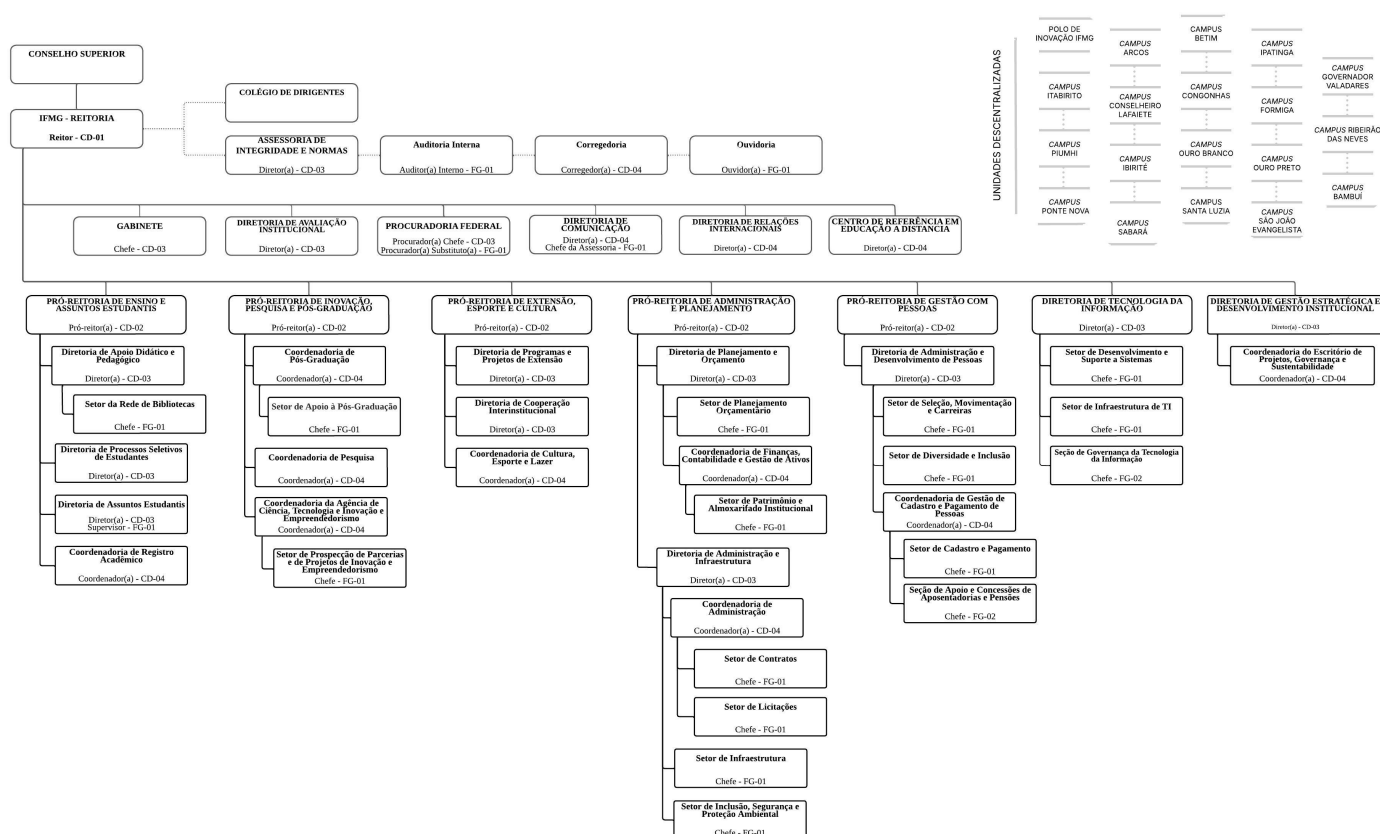 CONSELHO SUPERIOR
IFMG - REITORIA
Reitor - CD-01
COLÉGIO DE DIRIGENTES
ASSESSORIA DE
INTEGRIDADE E NORMAS
Diretor(a) - CD-03
Auditoria Interna
Auditor(a) Interno - FG-01
Corregedoria
Corregedor(a) - CD-04
Ouvidoria
Ouvidor(a) - FG-01
UNIDADES DESCENTRALIZADAS
POLO DE
INOVAÇÃO IFMG
CAMPUS
ITABIRITO
CAMPUS
PIUMHI
CAMPUS
PONTE NOVA
CAMPUS
ARCOS
CAMPUS
CONSELHEIRO
LAFAIETE
CAMPUS
IBIRITÉ
CAMPUS
SABARÁ
CAMPUS
BETIM
CAMPUS
CONGONHAS
CAMPUS
OURO BRANCO
CAMPUS
SANTA LUZIA
CAMPUS
IPATINGA
CAMPUS
FORMIGA
CAMPUS
OURO PRETO
CAMPUS
SÃO JOÃO
EVANGELISTA
CAMPUS
GOVERNADOR
VALADARES
CAMPUS RIBEIRÃO
DAS NEVES
CAMPUS
BAMBUÍ
GABINETE
Chefe - CD-03
DIRETORIA DE AVALIAÇÃO
INSTITUCIONAL
Diretor(a) - CD-03
PROCURADORIA FEDERAL
Procurador(a) Chefe - CD-03
Procurador(a) Substituto(a) - FG-01
DIRETORIA DE
COMUNICAÇÃO
Diretor(a) - CD-04
Chefe da Assessoria - FG-01
DIRETORIA DE RELAÇÕES
INTERNACIONAIS
Diretor(a) - CD-04
CENTRO DE REFERÊNCIA EM
EDUCAÇÃO A DISTANCIA
Diretor(a) - CD-04
PRÓ-REITORIA DE ENSINO E
ASSUNTOS ESTUDANTIS
Pró-reitor(a) - CD-02
Diretoria de Apoio Didático e
Pedagógico
Diretor(a) - CD-03
Setor da Rede de Bibliotecas
Chefe - FG-01
Diretoria de Processos Seletivos
de Estudantes
Diretor(a) - CD-03
Diretoria de Assuntos Estudantis
Diretor(a) - CD-03
Supervisor - FG-01
Coordenadoria de Registro
Acadêmico
Coordenador(a) - CD-04
PRÓ-REITORIA DE INOVAÇÃO,
PESQUISA E PÓS-GRADUAÇÃO
Pró-reitor(a) - CD-02
Coordenadoria de
Pós-Graduação
Coordenador(a) - CD-04
Setor de Apoio à Pós-Graduação
Chefe - FG-01
Coordenadoria de Pesquisa
Coordenador(a) - CD-04
Coordenadoria da Agência de
Ciência, Tecnologia e Inovação e
Empreendedorismo
Coordenador(a) - CD-04
Setor de Prospecção de Parcerias
e de Projetos de Inovação e
Empreendedorismo
Chefe - FG-01
PRÓ-REITORIA DE EXTENSÃO,
ESPORTE E CULTURA
Pró-reitor(a) - CD-02
Diretoria de Programas e
Projetos de Extensão
Diretor(a) - CD-03
Diretoria de Cooperação
Interinstitucional
Diretor(a) - CD-03
Coordenadoria de Cultura,
Esporte e Lazer
Coordenador(a) - CD-04
PRÓ-REITORIA DE ADMINISTRAÇÃO
E PLANEJAMENTO
Pró-reitor(a) - CD-02
Diretoria de Planejamento e
Orçamento
Diretor(a) - CD-03
Setor de Planejamento
Orçamentário
Chefe - FG-01
Coordenadoria de Finanças,
Contabilidade e Gestão de Ativos
Coordenador(a) - CD-04
Setor de Patrimônio e
Almoxarifado Institucional
Chefe - FG-01
Diretoria de Administração e
Infraestrutura
Diretor(a) - CD-03
Coordenadoria de
Administração
Coordenador(a) - CD-04
Setor de Contratos
Chefe - FG-01
Setor de Licitações
Chefe - FG-01
Setor de Infraestrutura
Chefe - FG-01
Setor de Inclusão, Segurança e
Proteção Ambiental
Chefe - FG-01
PRÓ-REITORIA DE GESTÃO COM
PESSOAS
Pró-reitor(a) - CD-02
Diretoria de Administração e
Desenvolvimento de Pessoas
Diretor(a) - CD-03
Setor de Seleção, Movimentação
e Carreiras
Chefe - FG-01
Setor de Diversidade e Inclusão
Chefe - FG-01
Coordenadoria de Gestão de
Cadastro e Pagamento de
Pessoas
Coordenador(a) - CD-04
Setor de Cadastro e Pagamento
Chefe - FG-01
Seção de Apoio e Concessões de
Aposentadorias e Pensões
Chefe - FG-02
DIRETORIA DE TECNOLOGIA DA
INFORMAÇÃO
Diretor(a) - CD-03
Setor de Desenvolvimento e
Suporte a Sistemas
Chefe - FG-01
Setor de Infraestrutura de TI
Chefe - FG-01
Seção de Governança da Tecnologia
da Informação
Chefe - FG-02
DIRETORIA DE GESTÃO ESTRATÉGICA E
DESENVOLVIMENTO INSTITUCIONAL
Diretor(a) - CD-03
Coordenadoria do Escritório de
Projetos, Governança e
Sustentabilidade
Coordenador(a) - CD-04